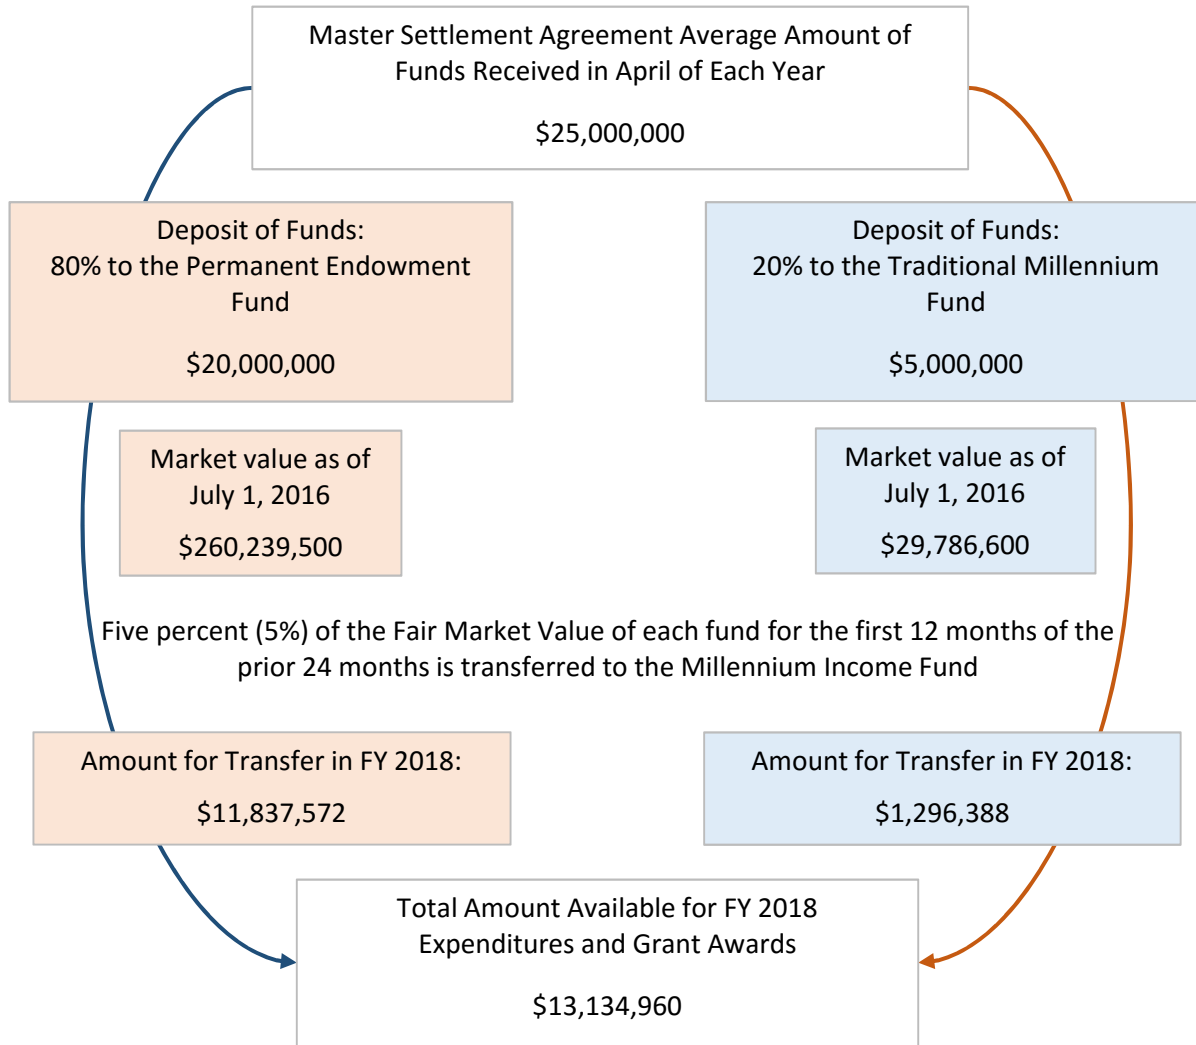 Master Settlement Agreement Average Amount of
Funds Received in April of Each Year
$25,000,000
Deposit of Funds:
80% to the Permanent Endowment
Fund
$20,000,000
Deposit of Funds:
20% to the Traditional Millennium
Fund
$5,000,000
Market value as of
July 1, 2016
$260,239,500
Market value as of
July 1, 2016
$29,786,600
Five percent (5%) of the Fair Market Value of each fund for the first 12 months of the
prior 24 months is transferred to the Millennium Income Fund
Amount for Transfer in FY 2018:
$11,837,572
Amount for Transfer in FY 2018:
$1,296,388
Total Amount Available for FY 2018
Expenditures and Grant Awards
$13,134,960